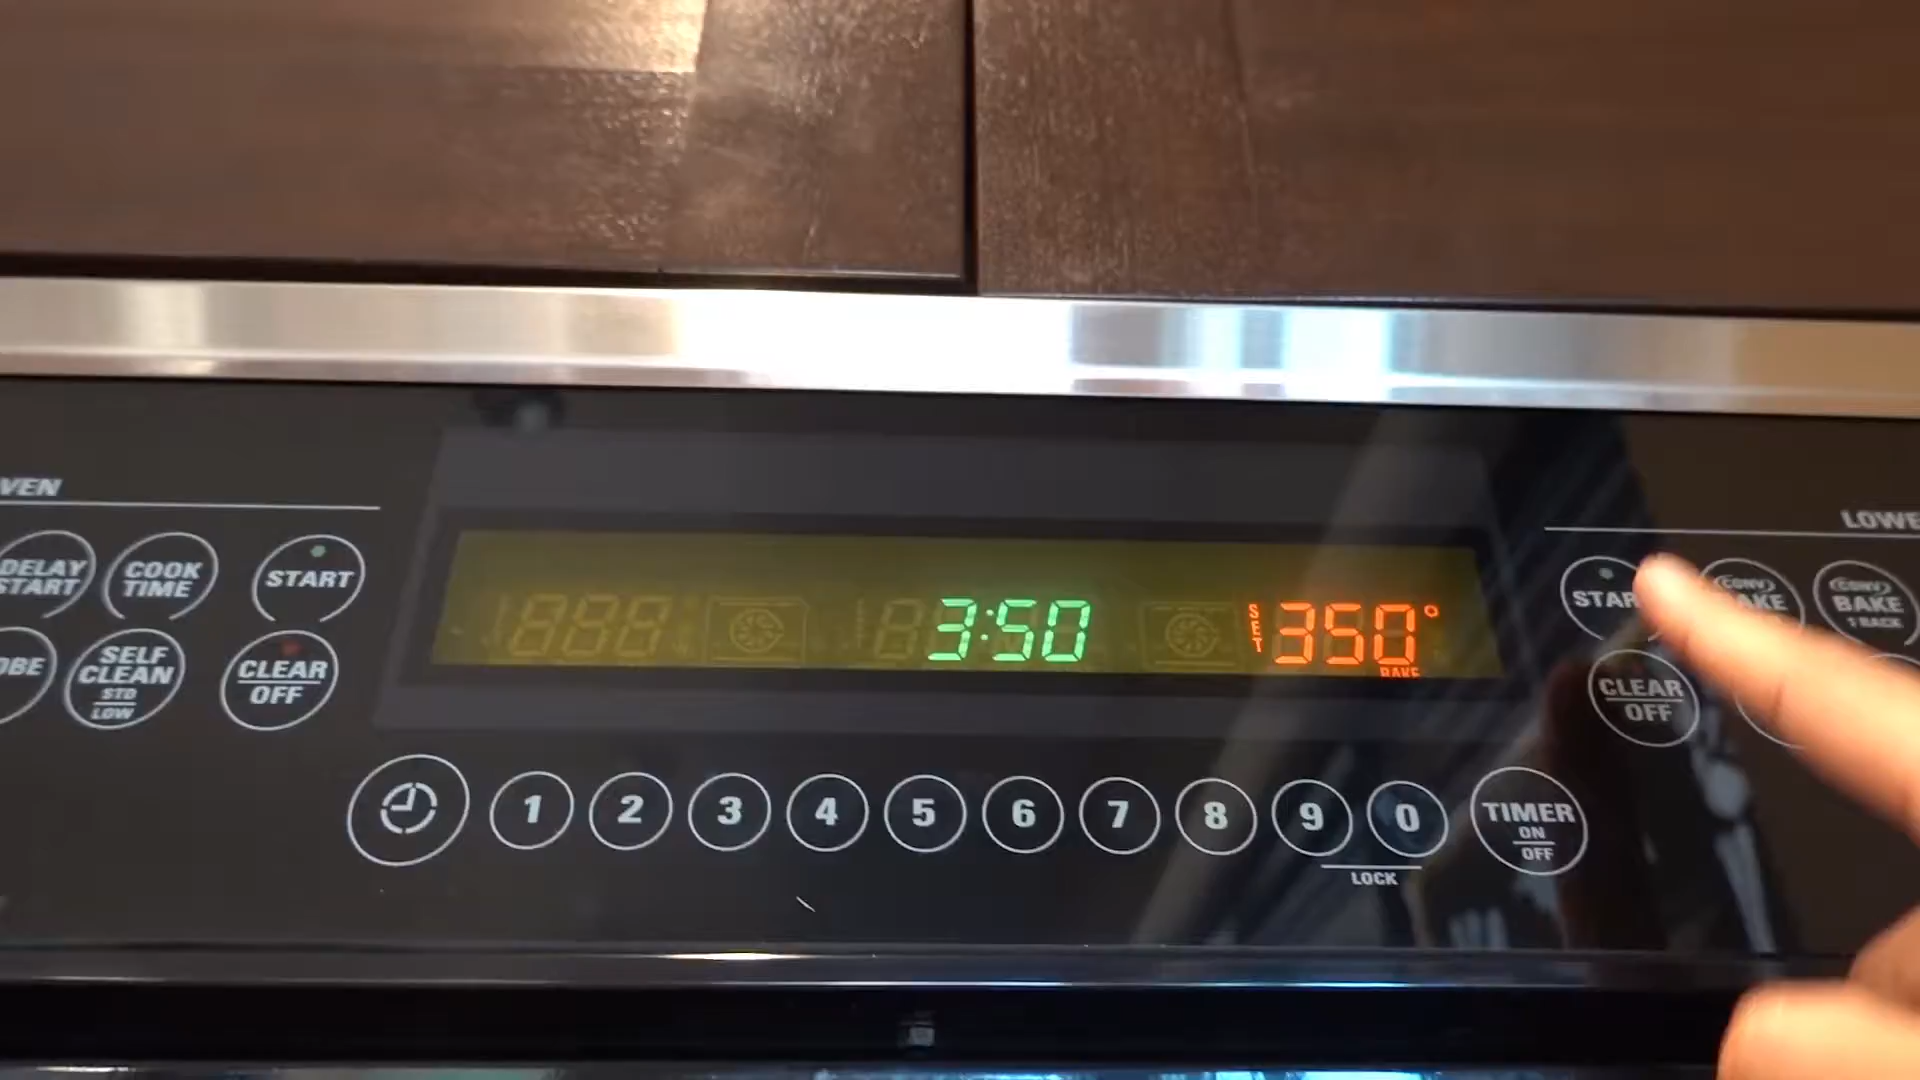 VEN
DELAY
START
COOK
TIME
START
OBE
SELF
CLEAN
STD
LOW
CLEAR
OFF
3:50
SET
350°
BAKE
LOWE
STAR
CONV
BAKE
CONV
BAKE
1 RACK
CLEAR
OFF
1 2 3 4 5 6 7 8 9 0
LOCK
TIMER
ON
OFF